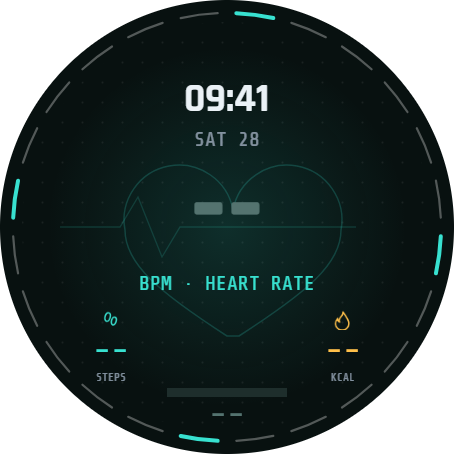 09:41
SAT 28
--
BPM · HEART RATE
-- --
STEPS KCAL
--